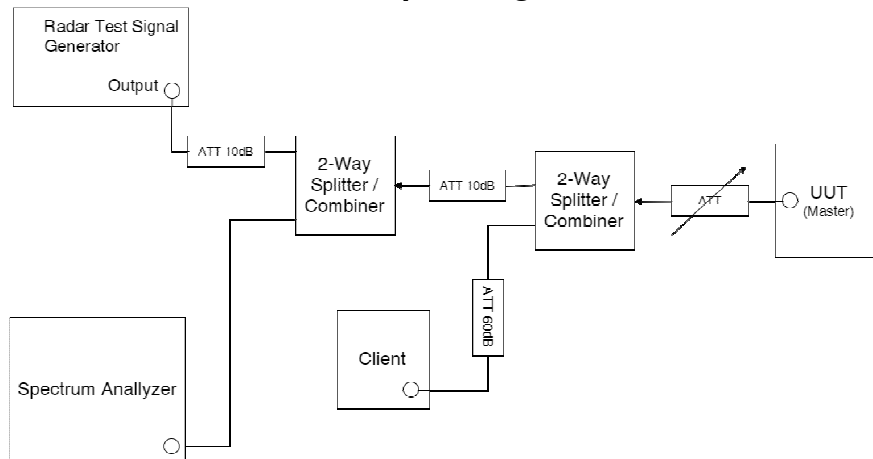 Radar Test Signal
Generator
Output
ATT 10dB
2-Way
Splitter /
Combiner
ATT 10dB
2-Way
Splitter /
Combiner
ATT
UUT
(Master)
ATT 60dB
Client
Spectrum Anallyzer